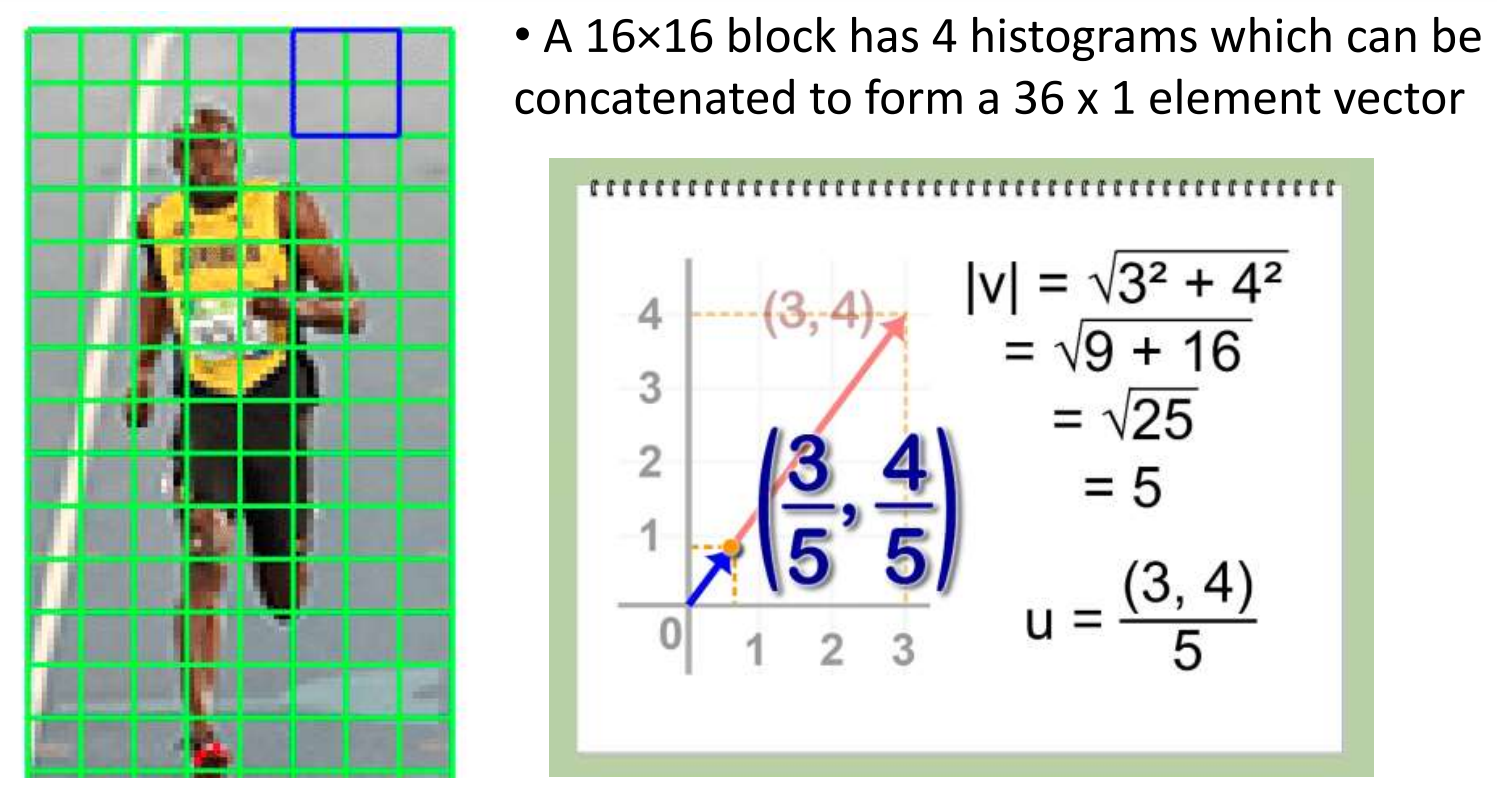 • A 16×16 block has 4 histograms which can be
concatenated to form a 36 x 1 element vector
4
3
2
1
0
1
2
3
(3, 4)
(3/5, 4/5)
|v| = √3² + 4²
= √9 + 16
= √25
= 5
u = (3, 4)/5